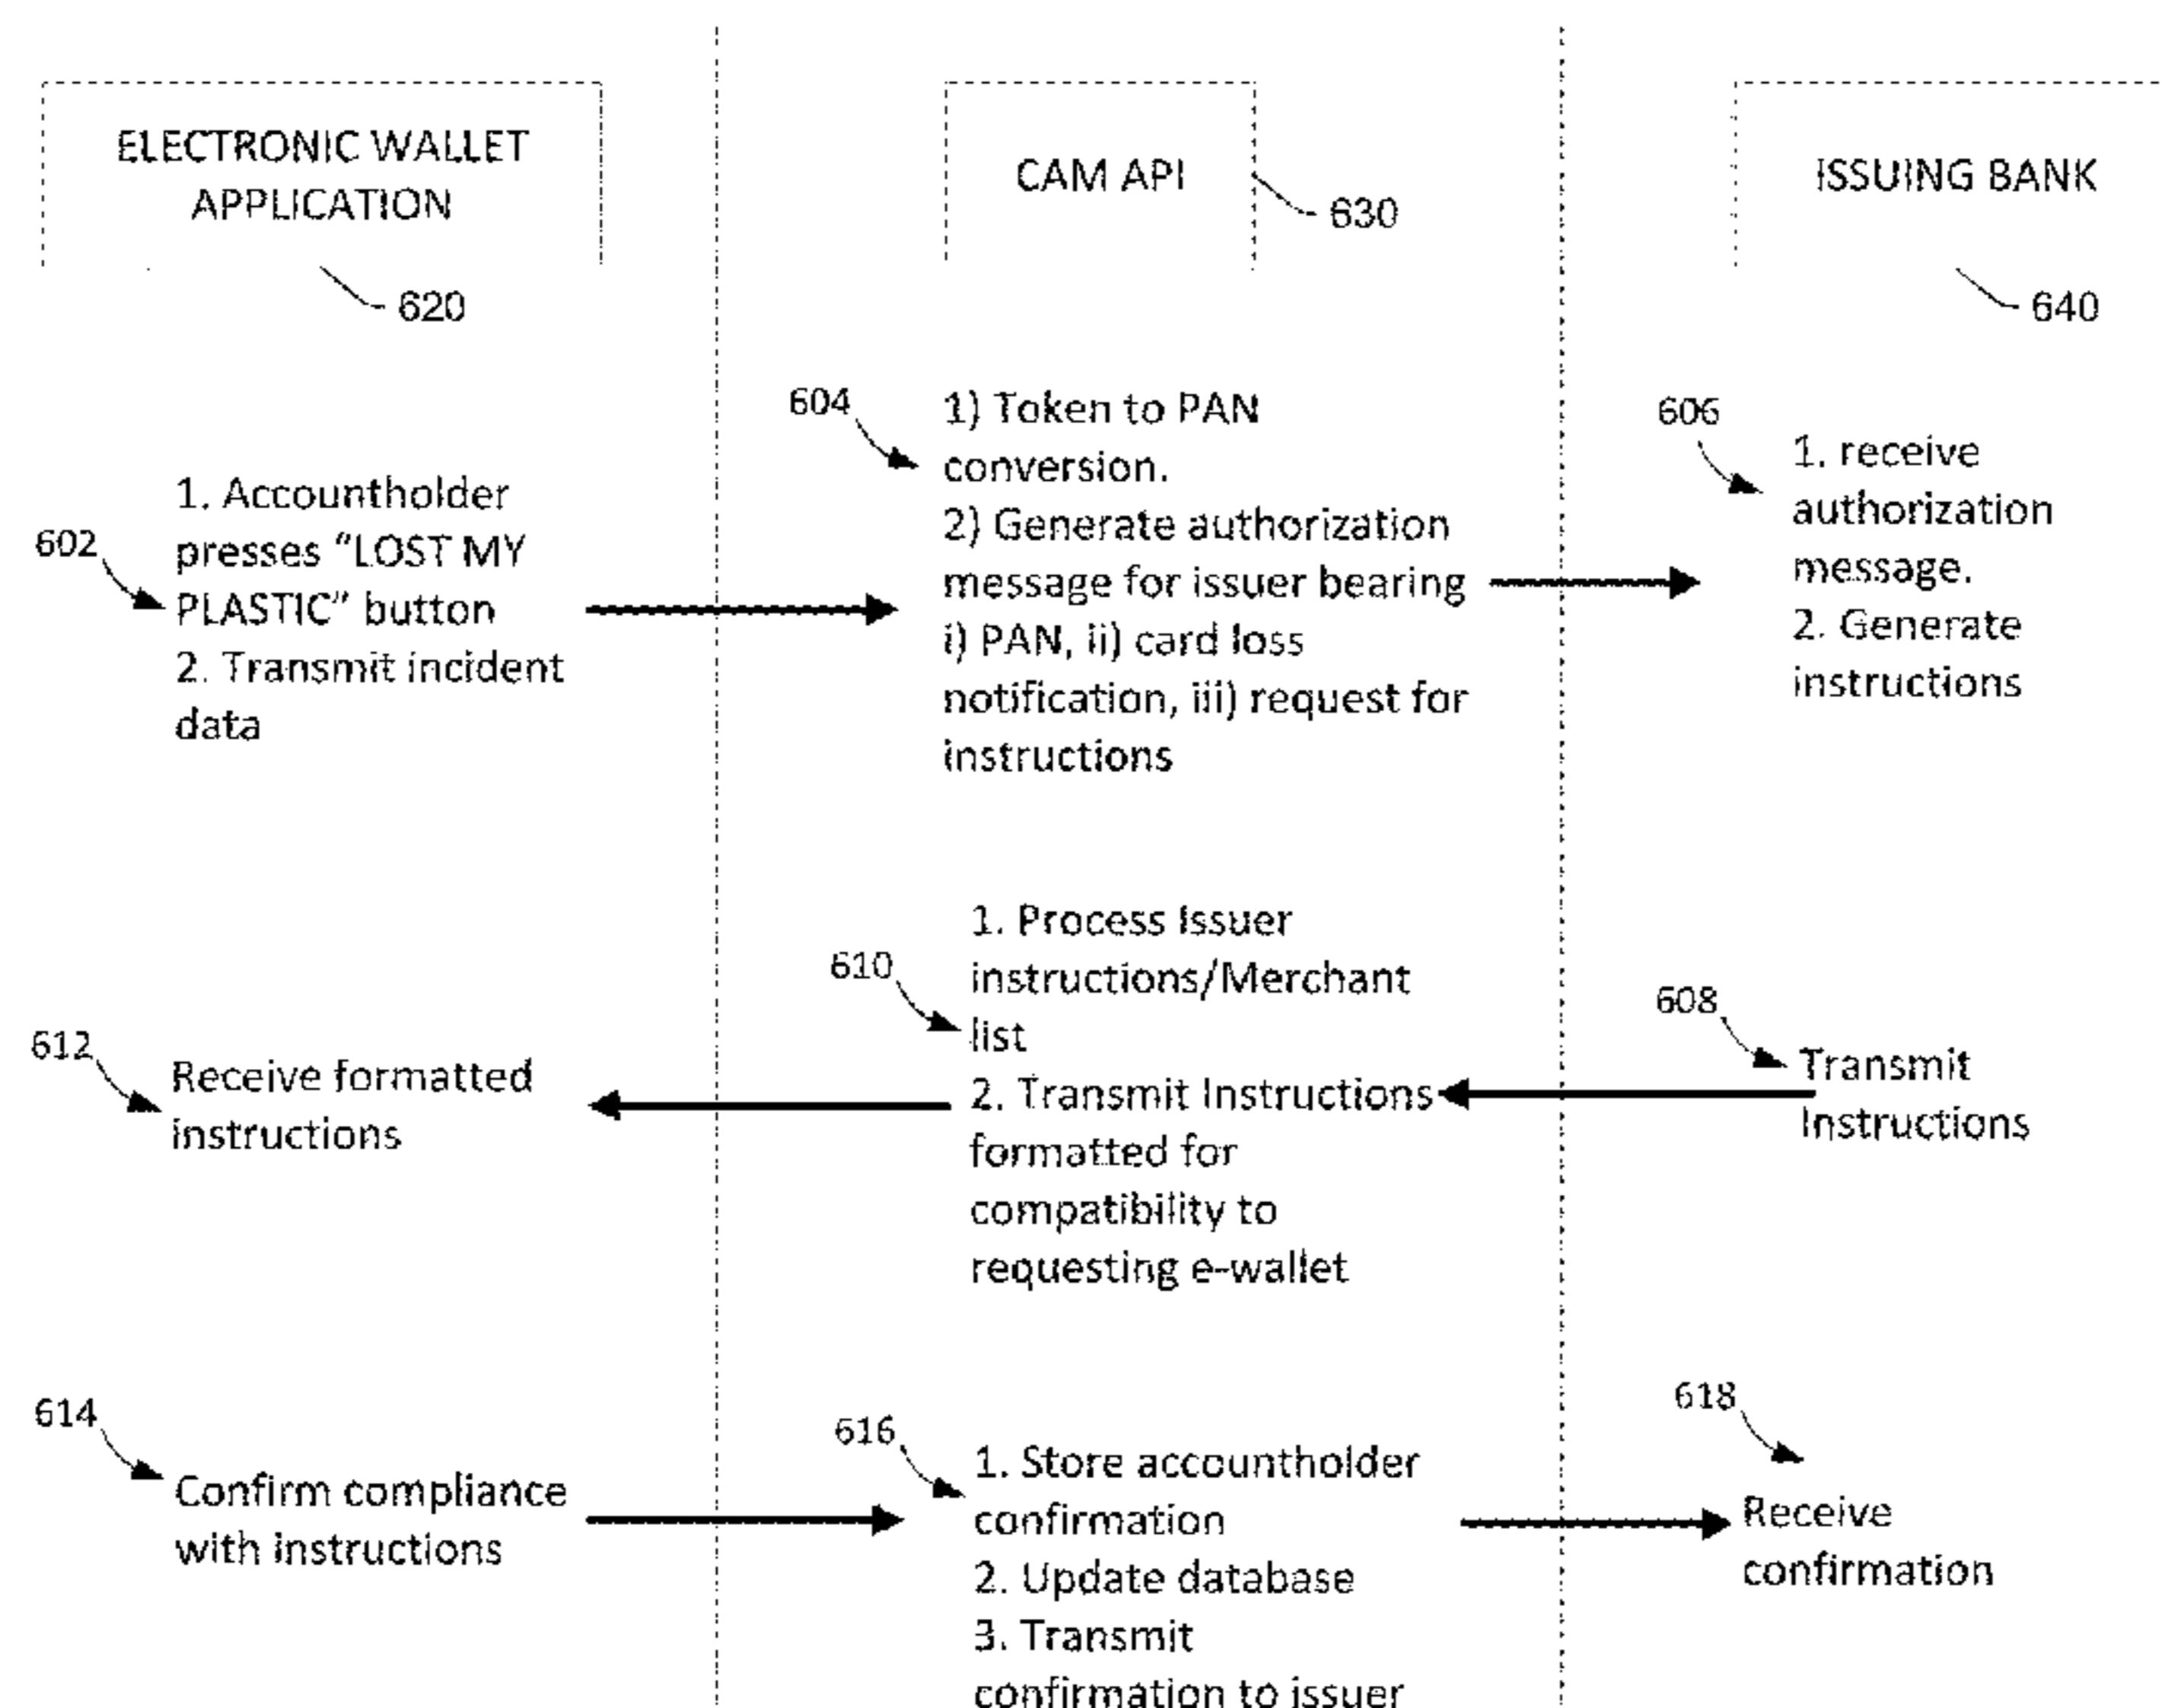 ELECTRONIC WALLET
APPLICATION
620
CAM API
630
ISSUING BANK
640
602
1. Accountholder
presses “LOST MY
PLASTIC” button
2. Transmit incident
data
604
1) Token to PAN
conversion.
2) Generate authorization
message for issuer bearing
i) PAN, ii) card loss
notification, iii) request for
instructions
606
1. receive
authorization
message.
2. Generate
instructions
608
Transmit
Instructions
610
1. Process Issuer
instructions/Merchant
list
2. Transmit Instructions
formatted for
compatibility to
requesting e-wallet
612
Receive formatted
instructions
614
Confirm compliance
with instructions
616
1. Store accountholder
confirmation
2. Update database
3. Transmit
confirmation to issuer
618
Receive
confirmation